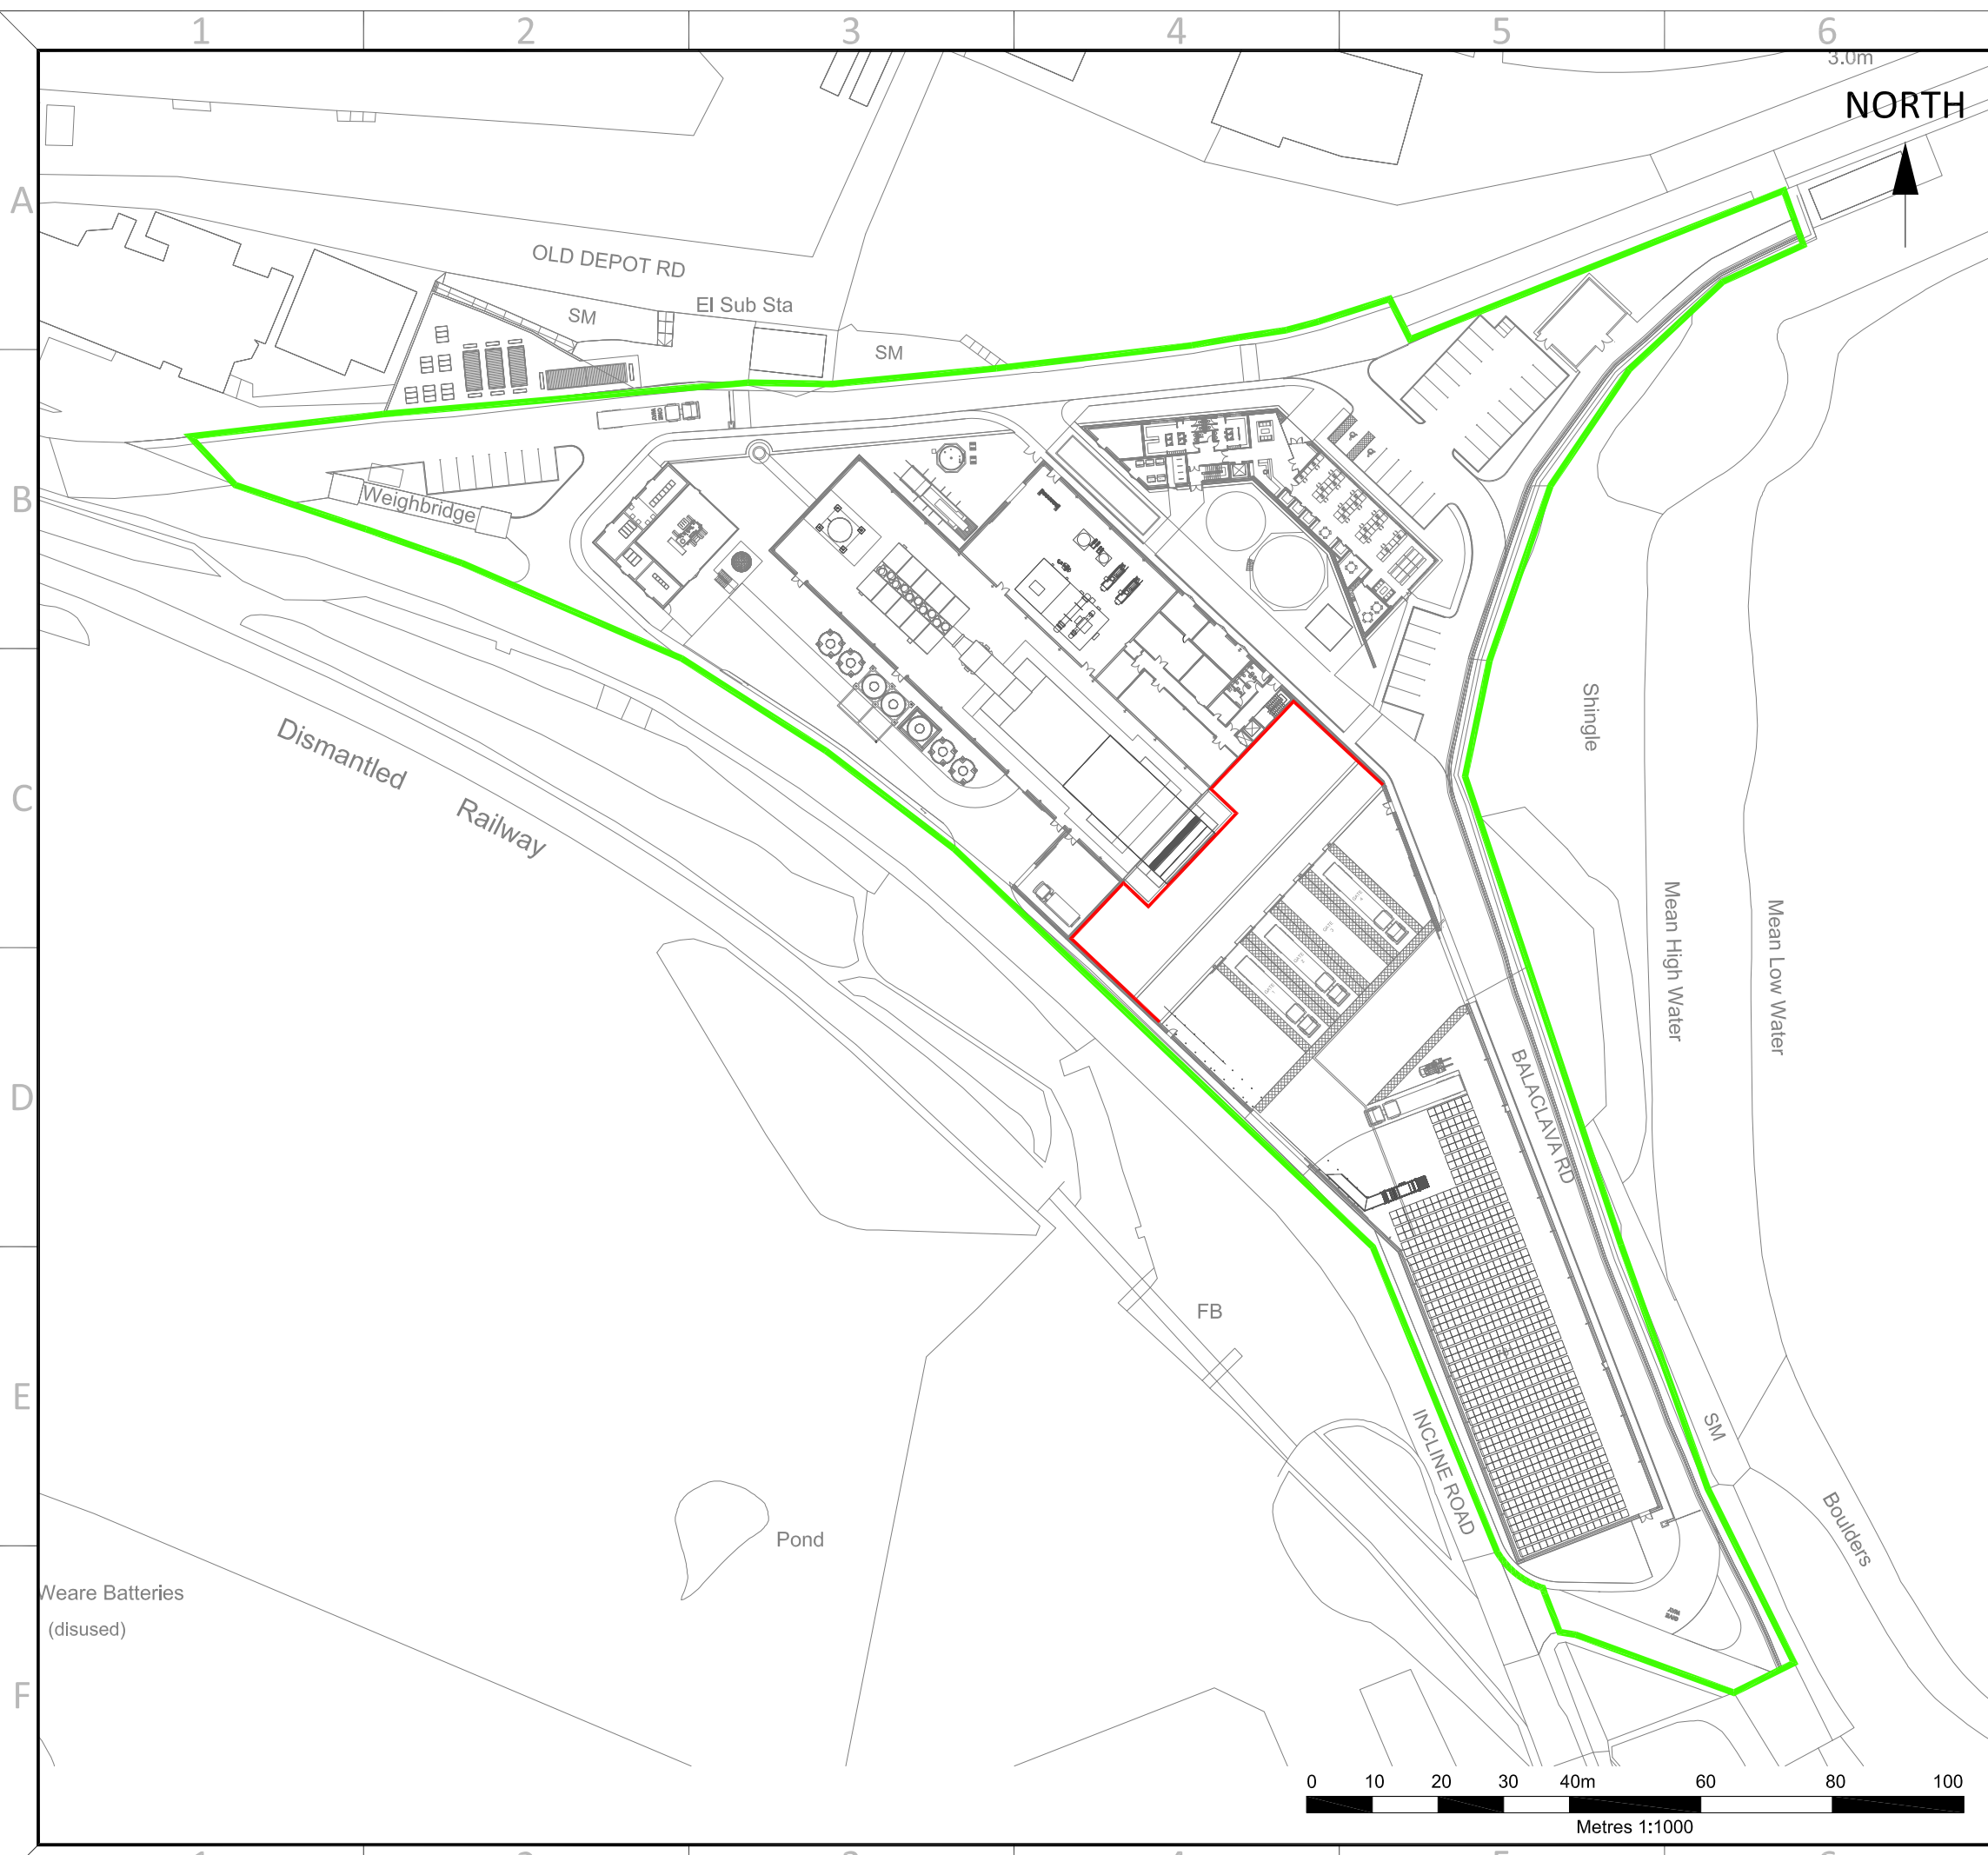 1 2 3 4 5 6
3.0m
NORTH
A
OLD DEPOT RD
El Sub Sta
SM
SM
B
Weighbridge
Shingle
Dismantled
Railway
C
Mean High Water
Mean Low Water
D
BALACLAVA RD
FB
E
INCLINE ROAD
SM
Boulders
Pond
Weare Batteries
(disused)
F
0 10 20 30 40m 60 80 100
Metres 1:1000